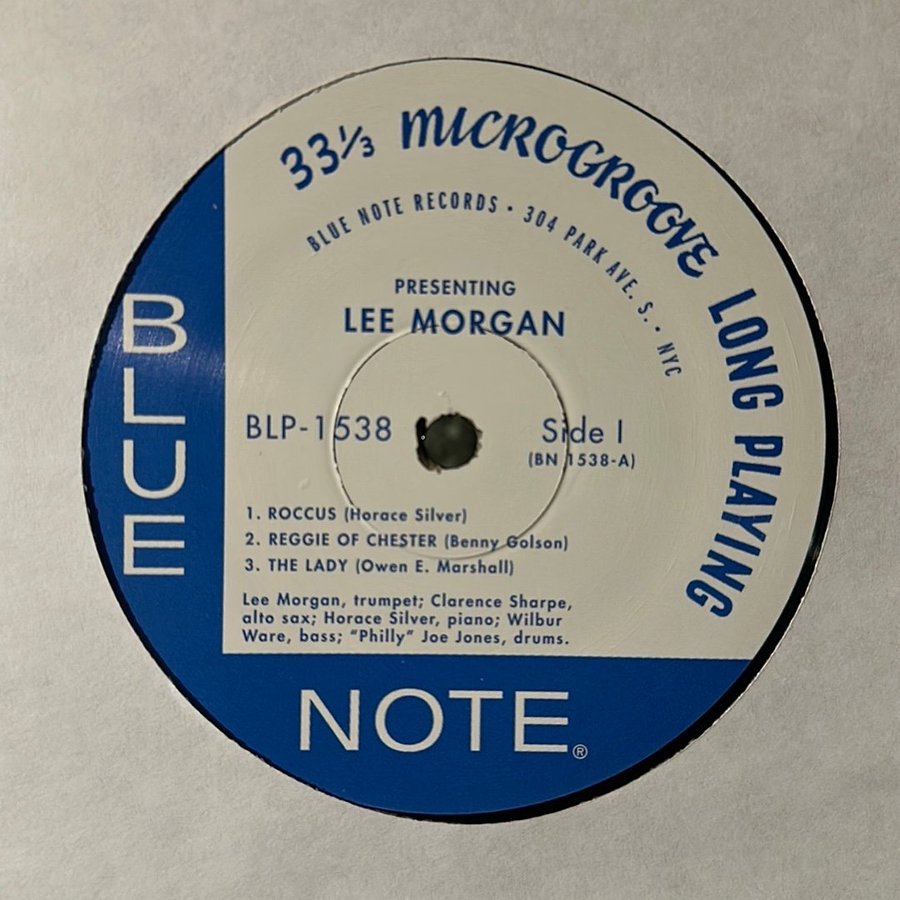 33⅓ MICROGROOVE LONG PLAYING
BLUE NOTE RECORDS • 304 PARK AVE. S. • NYC
PRESENTING
LEE MORGAN
BLP-1538
Side 1
(BN 1538-A)
1. ROCCUS (Horace Silver)
2. REGGIE OF CHESTER (Benny Golson)
3. THE LADY (Owen E. Marshall)
Lee Morgan, trumpet; Clarence Sharpe,
alto sax; Horace Silver, piano; Wilbur
Ware, bass; "Philly" Joe Jones, drums.
BLUE
NOTE®